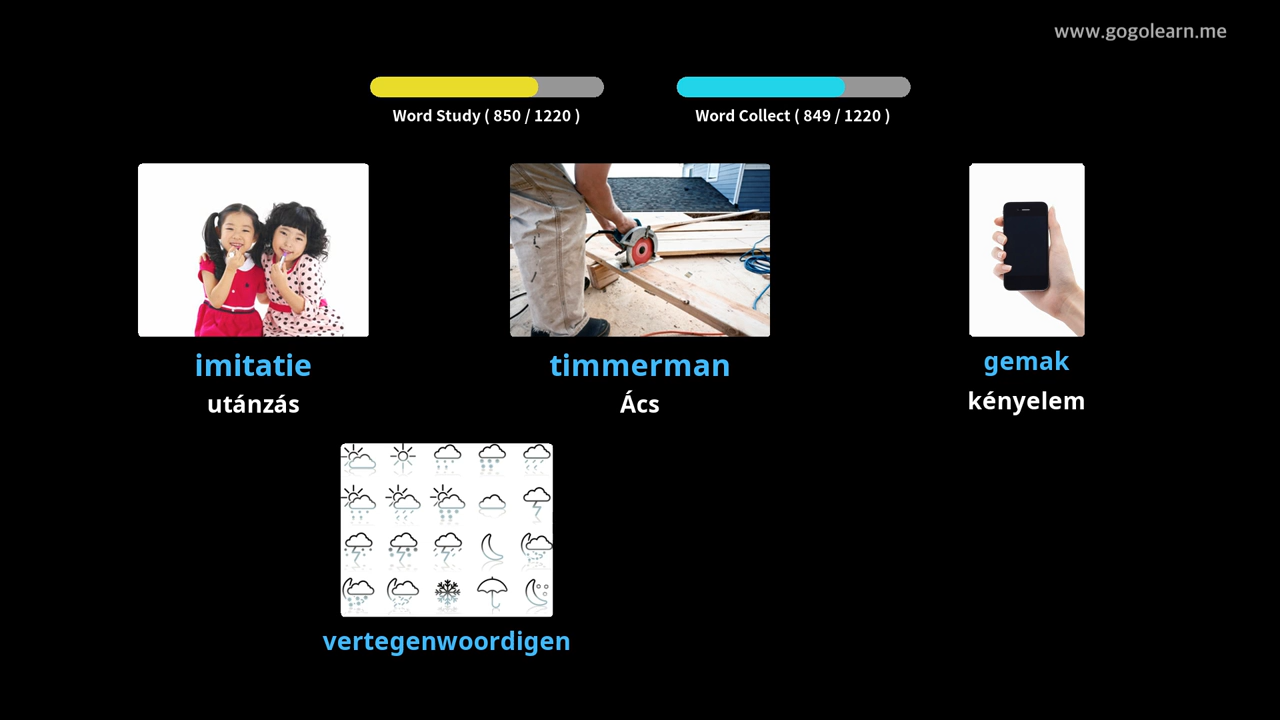 www.gogolearn.me
Word Study ( 850 / 1220 )
Word Collect ( 849 / 1220 )
imitatie
utánzás
timmerman
Ács
gemak
kényelem
vertegenwoordigen